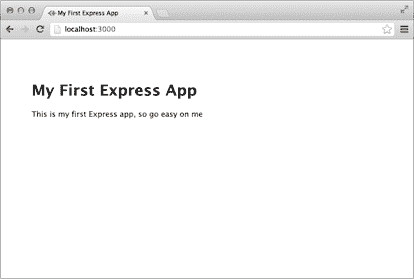 My First Express App
localhost:3000
My First Express App
This is my first Express app, so go easy on me